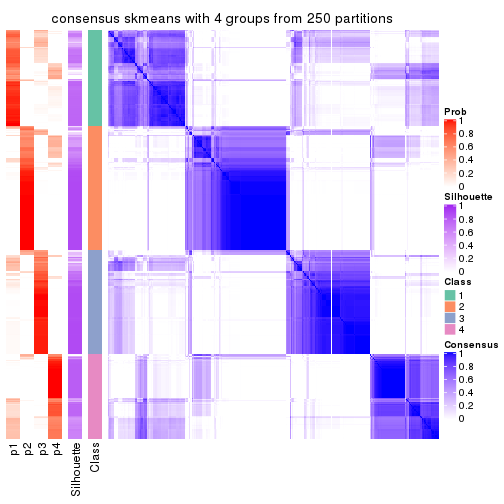 consensus skmeans with 4 groups from 250 partitions
Prob
1
0.8
0.6
0.4
0.2
0
Silhouette
1
0.8
0.6
0.4
0.2
0
Class
1
2
3
4
Consensus
1
0.8
0.6
0.4
0.2
0
p1
p2
p3
p4
Silhouette
Class